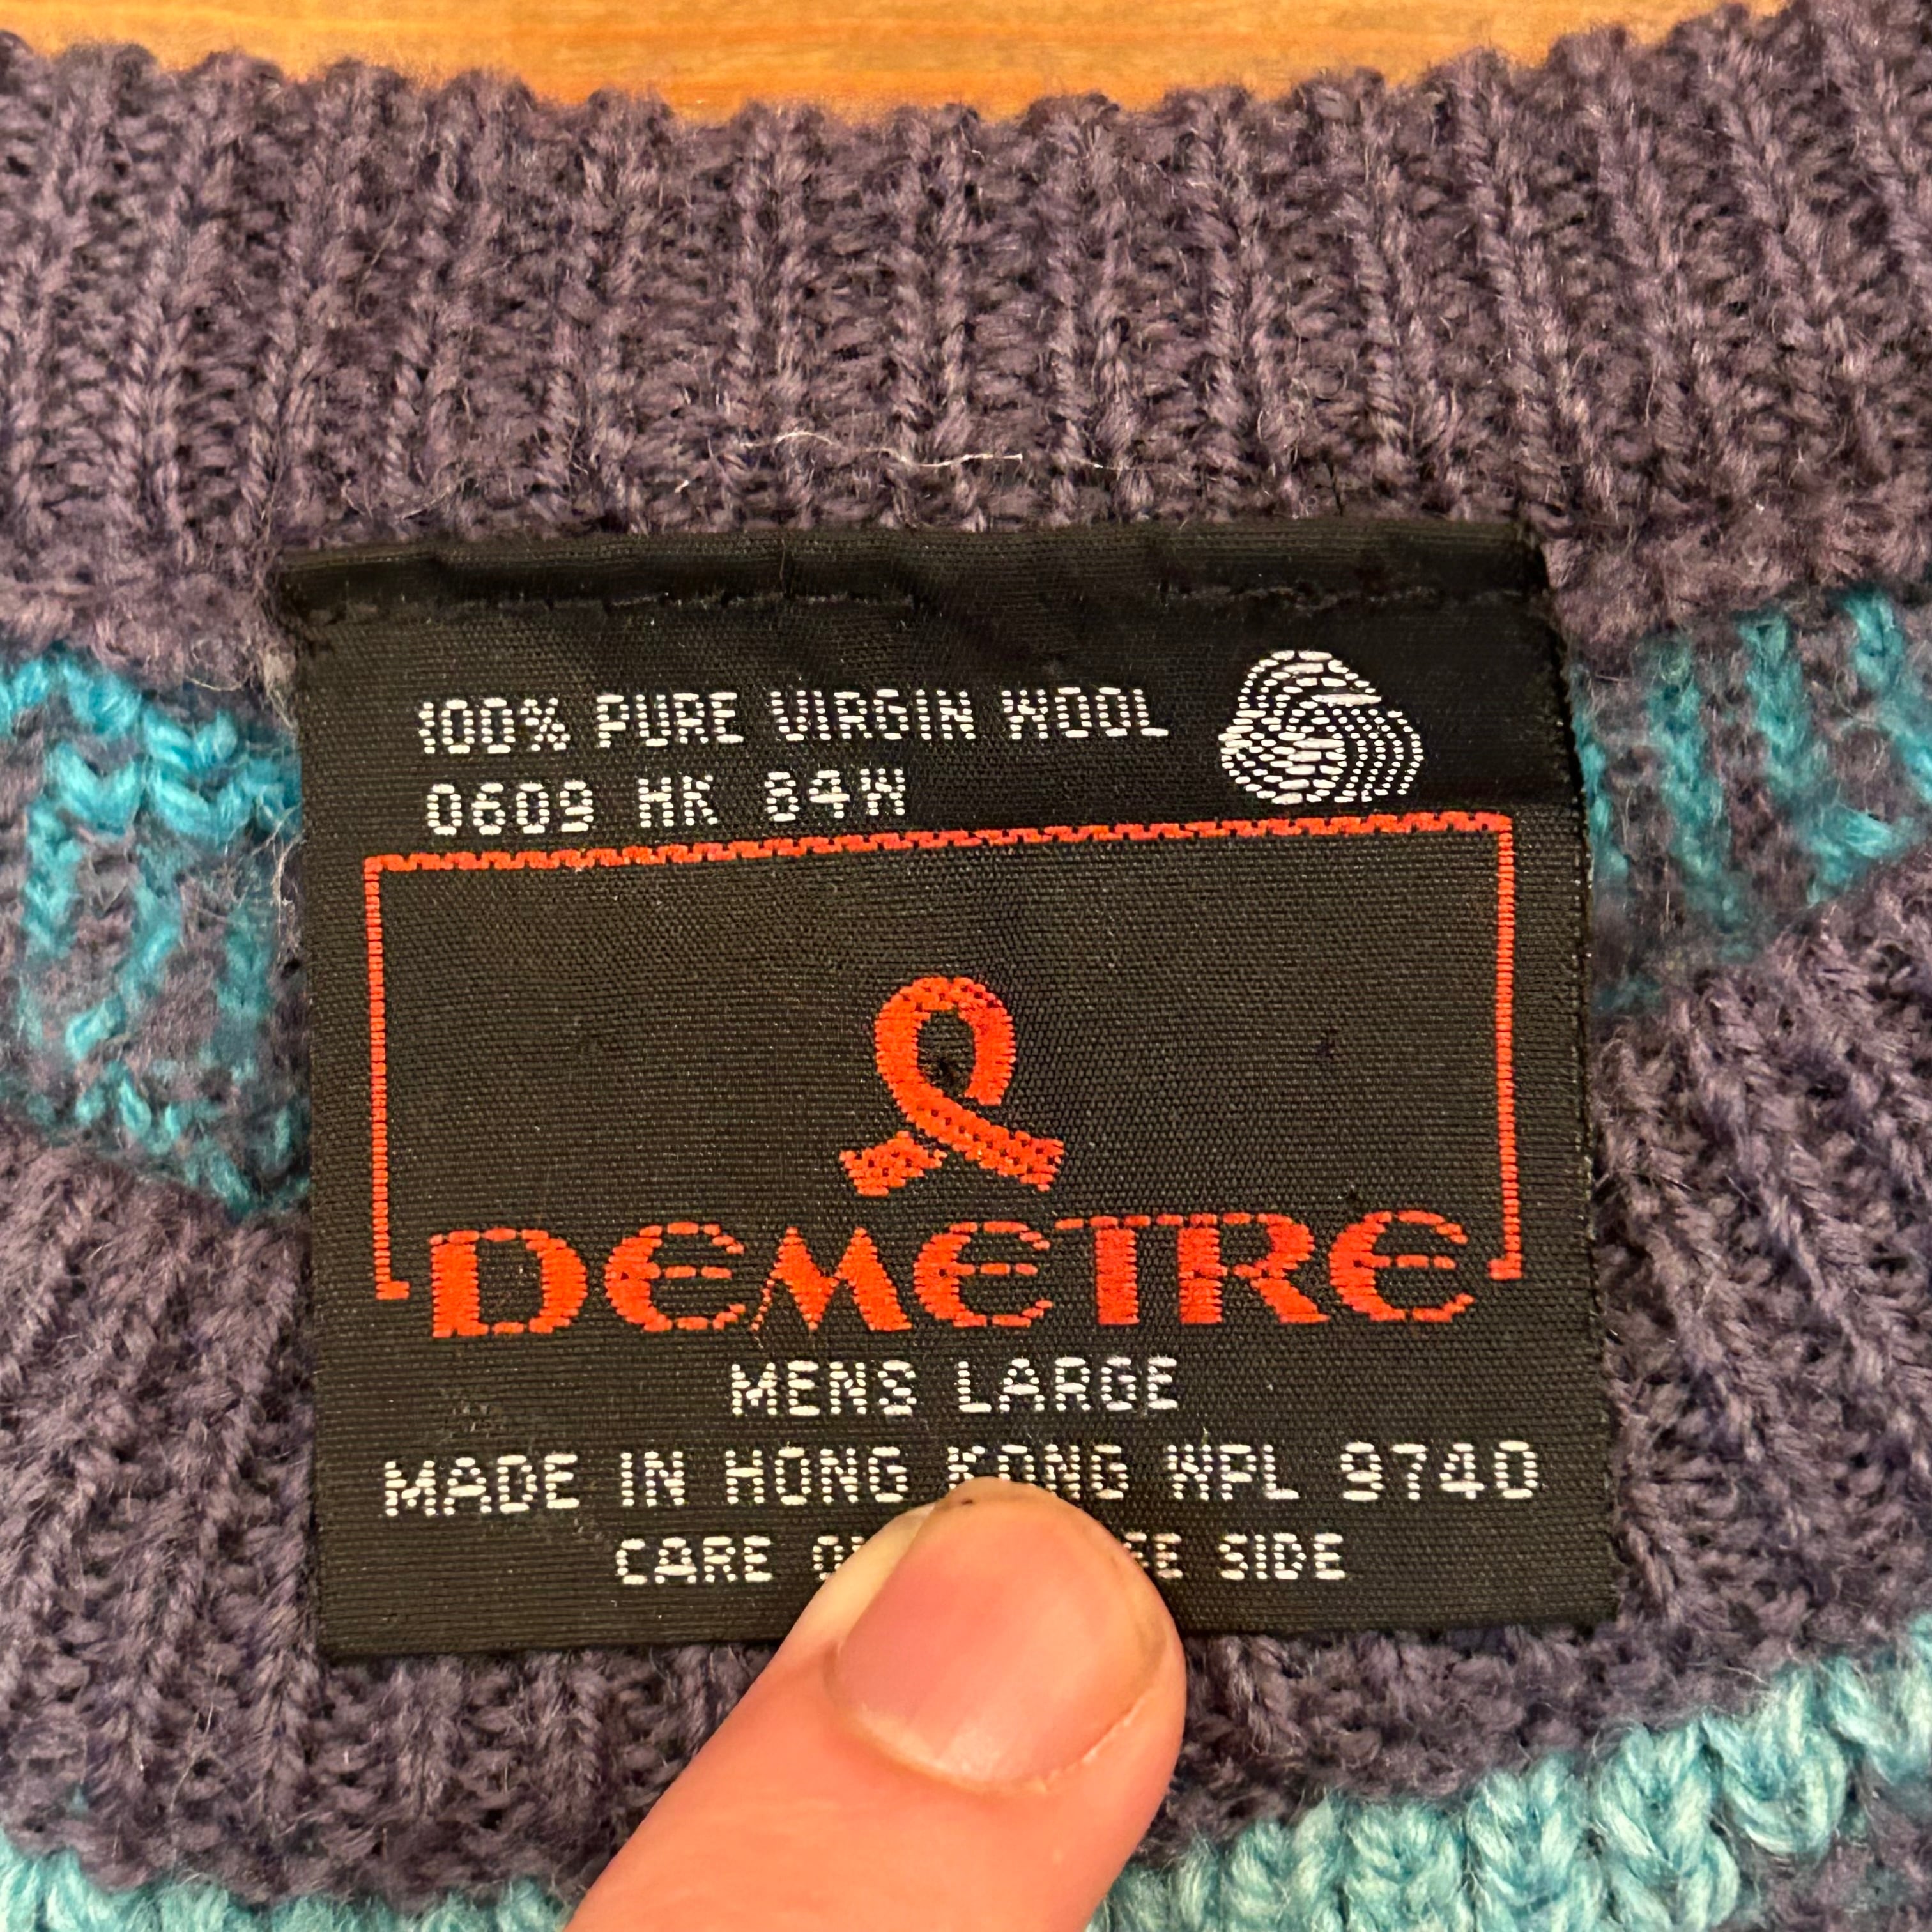 100% PURE VIRGIN WOOL
0609 HK 84W
DEMETRE
MENS LARGE
MADE IN HONG KONG WPL 9740
CARE SIDE